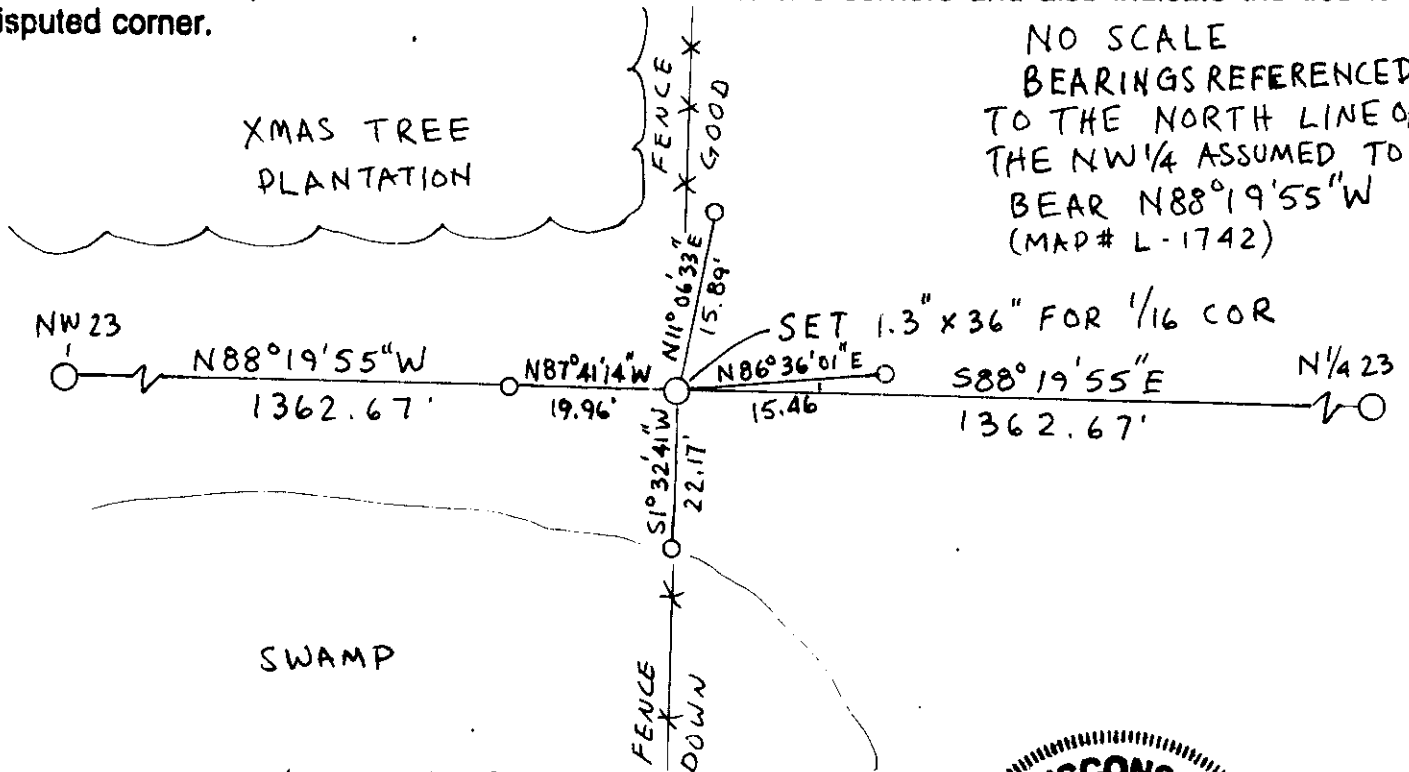 isputed corner.
NO SCALE
BEARINGS REFERENCED
TO THE NORTH LINE
THE NW 1/4 ASSUMED TO
BEAR N88°19'55"W
(MAP # L-1742)
XMAS TREE
PLANTATION
FENCE
GOOD
N11°06'33"E
15.89'
SET 1.3" x 36" FOR 1/16 COR
NW 23
N88°19'55"W
1362.67'
N87°41'14"W
19.96'
N86°36'01"E
15.46'
S88°19'55"E
1362.67'
N1/4 23
S1°32'41"W
22.17'
SWAMP
FENCE
DOWN